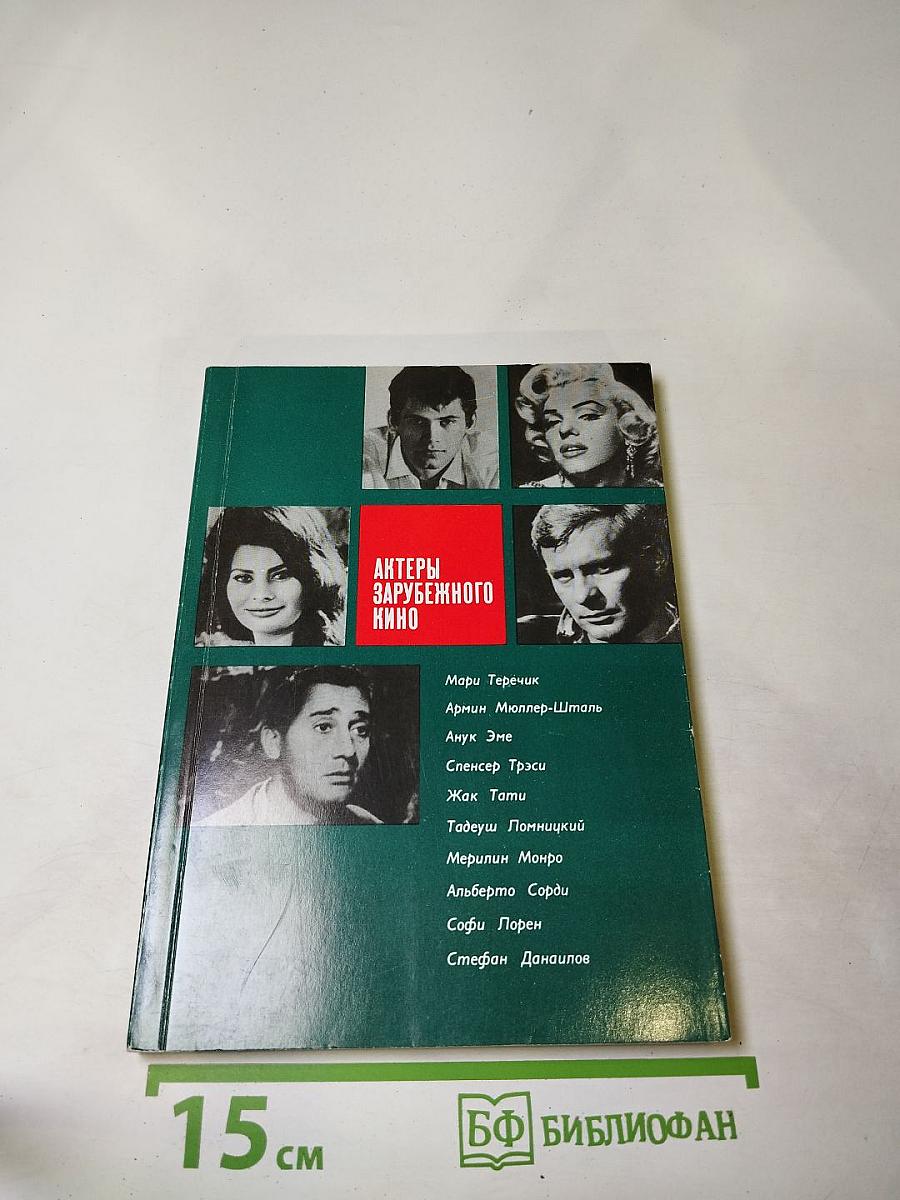 АКТЕРЫ
ЗАРУБЕЖНОГО
КИНО
Мари Теречик
Армин Мюллер-Шталь
Анук Эме
Спенсер Трэси
Жак Тати
Тадеуш Ломницкий
Мерилин Монро
Альберто Сорди
Софи Лорен
Стефан Данаилов
15 см
БФ БИБЛИОФАН